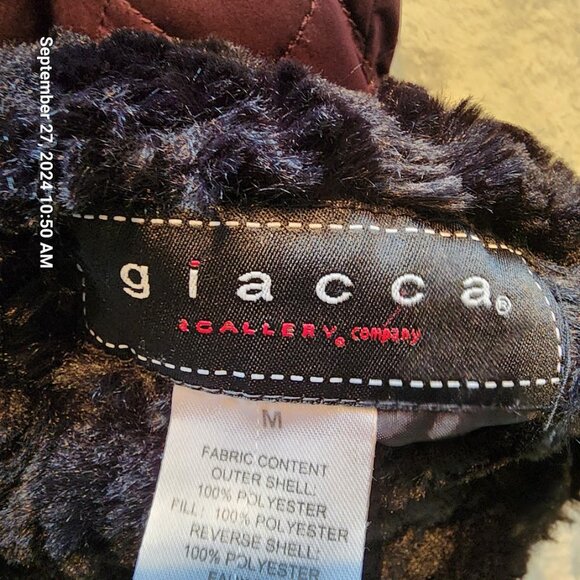 September 27, 2024 10:50 AM
giacca®
a GALLERY® company
M
FABRIC CONTENT
OUTER SHELL:
100% POLYESTER
FILL: 100% POLYESTER
REVERSE SHELL:
100% POLYESTER